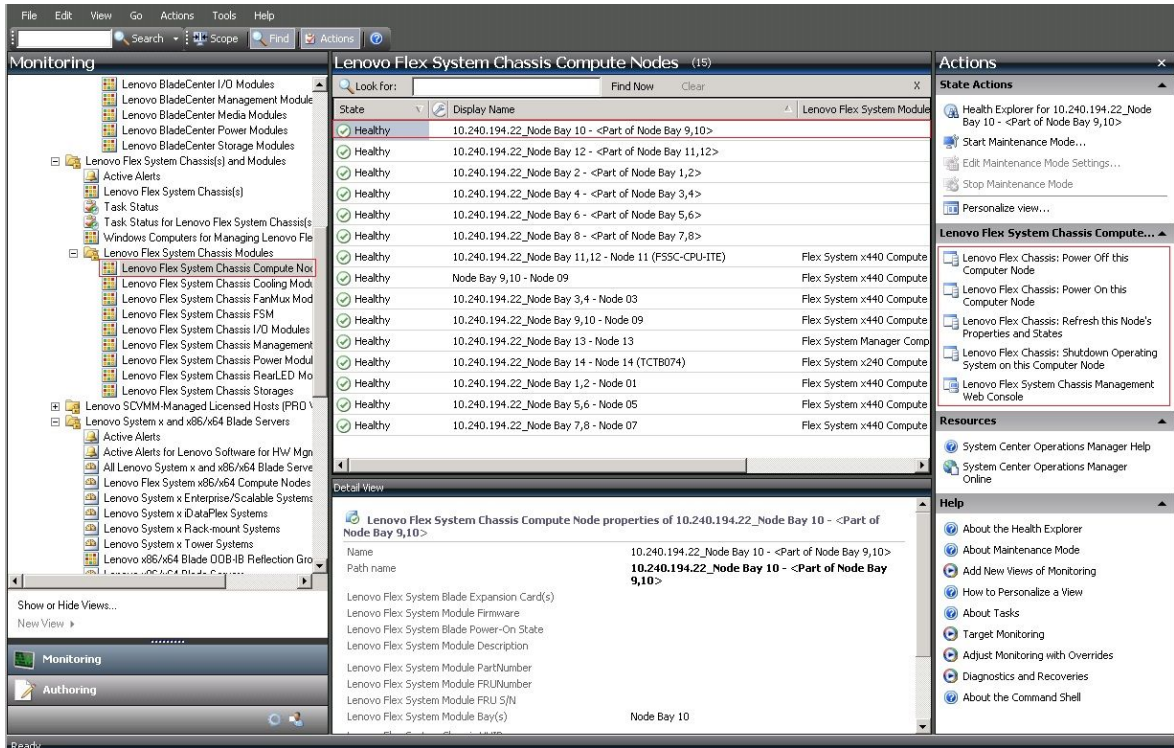 File Edit View Go Actions Tools Help
Search Scope Find Actions
Monitoring
Lenovo BladeCenter I/O Modules
Lenovo BladeCenter Management Module
Lenovo BladeCenter Media Modules
Lenovo BladeCenter Power Modules
Lenovo BladeCenter Storage Modules
Lenovo Flex System Chassis(s) and Modules
Active Alerts
Lenovo Flex System Chassis(s)
Task Status
Task Status for Lenovo Flex System Chassis(s
Windows Computers for Managing Lenovo Fle
Lenovo Flex System Chassis Modules
Lenovo Flex System Chassis Compute Nod
Lenovo Flex System Chassis Cooling Modu
Lenovo Flex System Chassis FanMux Mod
Lenovo Flex System Chassis FSM
Lenovo Flex System Chassis I/O Modules
Lenovo Flex System Chassis Management
Lenovo Flex System Chassis Power Modul
Lenovo Flex System Chassis RearLED Mo
Lenovo Flex System Chassis Storages
Lenovo SCVMM-Managed Licensed Hosts (PRO V
Lenovo System x and x86/x64 Blade Servers
Active Alerts
Active Alerts for Lenovo Software for HW Mgn
All Lenovo System x and x86/x64 Blade Serve
Lenovo Flex System x86/x64 Compute Nodes
Lenovo System x Enterprise/Scalable Systems
Lenovo System x iDataPlex Systems
Lenovo System x Rack-mount Systems
Lenovo System x Tower Systems
Lenovo x86/x64 Blade OOB-IB Reflection Gro
Show or Hide Views...
New View
Monitoring
Authoring
Ready
Lenovo Flex System Chassis Compute Nodes (15)
Look for: Find Now Clear X
State Display Name Lenovo Flex System Module
Healthy 10.240.194.22_Node Bay 10 - <Part of Node Bay 9,10>
Healthy 10.240.194.22_Node Bay 12 - <Part of Node Bay 11,12>
Healthy 10.240.194.22_Node Bay 2 - <Part of Node Bay 1,2>
Healthy 10.240.194.22_Node Bay 4 - <Part of Node Bay 3,4>
Healthy 10.240.194.22_Node Bay 6 - <Part of Node Bay 5,6>
Healthy 10.240.194.22_Node Bay 8 - <Part of Node Bay 7,8>
Healthy 10.240.194.22_Node Bay 11,12 - Node 11 (FSSC-CPU-ITE) Flex System x440 Compute
Healthy Node Bay 9,10 - Node 09 Flex System x440 Compute
Healthy 10.240.194.22_Node Bay 3,4 - Node 03 Flex System x440 Compute
Healthy 10.240.194.22_Node Bay 9,10 - Node 09 Flex System x440 Compute
Healthy 10.240.194.22_Node Bay 13 - Node 13 Flex System Manager Comp
Healthy 10.240.194.22_Node Bay 14 - Node 14 (TCTB074) Flex System x240 Compute
Healthy 10.240.194.22_Node Bay 1,2 - Node 01 Flex System x440 Compute
Healthy 10.240.194.22_Node Bay 5,6 - Node 05 Flex System x440 Compute
Healthy 10.240.194.22_Node Bay 7,8 - Node 07 Flex System x440 Compute
Detail View
Lenovo Flex System Chassis Compute Node properties of 10.240.194.22_Node Bay 10 - <Part of
Node Bay 9,10>
Name 10.240.194.22_Node Bay 10 - <Part of Node Bay 9,10>
Path name 10.240.194.22_Node Bay 10 - <Part of Node Bay
9,10>
Lenovo Flex System Blade Expansion Card(s)
Lenovo Flex System Module Firmware
Lenovo Flex System Blade Power-On State
Lenovo Flex System Module Description
Lenovo Flex System Module PartNumber
Lenovo Flex System Module FRUNumber
Lenovo Flex System Module FRU S/N
Lenovo Flex System Module Bay(s) Node Bay 10
Actions x
State Actions
Health Explorer for 10.240.194.22_Node
Bay 10 - <Part of Node Bay 9,10>
Start Maintenance Mode...
Edit Maintenance Mode Settings...
Stop Maintenance Mode
Personalize view...
Lenovo Flex System Chassis Compute...
Lenovo Flex Chassis: Power Off this
Computer Node
Lenovo Flex Chassis: Power On this
Computer Node
Lenovo Flex Chassis: Refresh this Node's
Properties and States
Lenovo Flex Chassis: Shutdown Operating
System on this Computer Node
Lenovo Flex System Chassis Management
Web Console
Resources
System Center Operations Manager Help
System Center Operations Manager
Online
Help
About the Health Explorer
About Maintenance Mode
Add New Views of Monitoring
How to Personalize a View
About Tasks
Target Monitoring
Adjust Monitoring with Overrides
Diagnostics and Recoveries
About the Command Shell